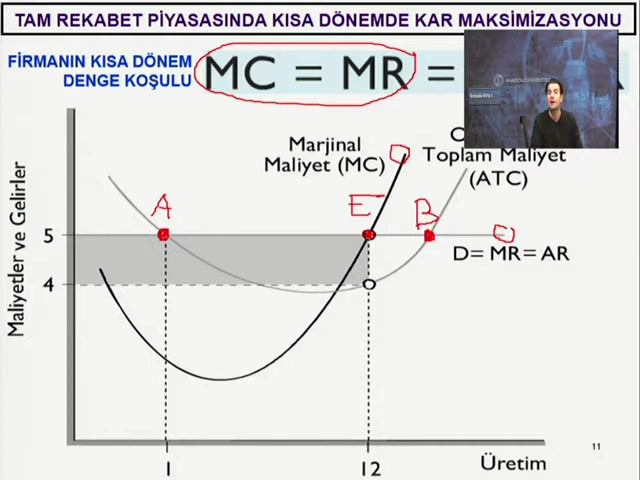 TAM REKABET PİYASASINDA KISA DÖNEMDE KAR MAKSİMİZASYONU
FİRMANIN KISA DÖNEM
DENGE KOŞULU
MC = MR =
Marjinal
Maliyet (MC)
Toplam Maliyet
(ATC)
A
E
B
5
D= MR= AR
4
Maliyetler ve Gelirler
1
12
Üretim
11